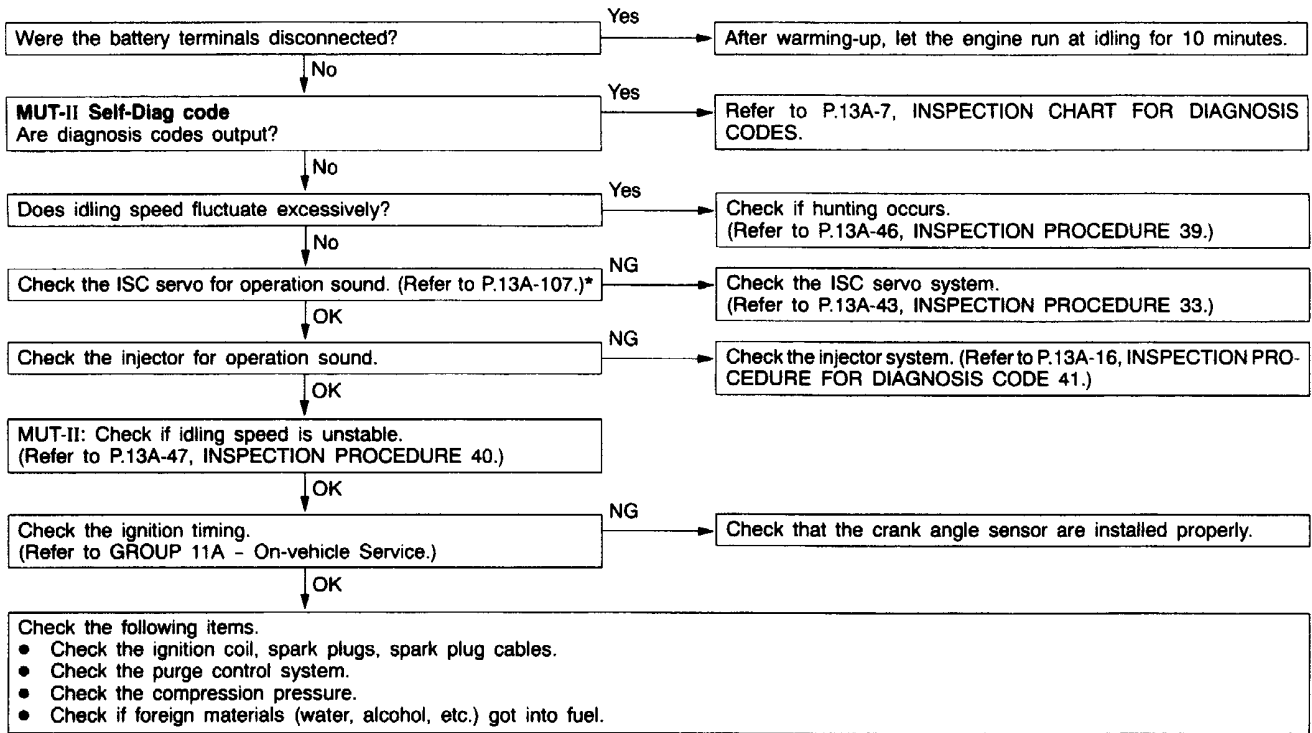 Yes
Were the battery terminals disconnected?
After warming-up, let the engine run at idling for 10 minutes.
No
MUT-II Self-Diag code
Are diagnosis codes output?
Yes
Refer to P.13A-7, INSPECTION CHART FOR DIAGNOSIS
CODES.
No
Does idling speed fluctuate excessively?
Yes
Check if hunting occurs.
(Refer to P.13A-46, INSPECTION PROCEDURE 39.)
No
Check the ISC servo for operation sound. (Refer to P.13A-107.)*
NG
Check the ISC servo system.
(Refer to P.13A-43, INSPECTION PROCEDURE 33.)
OK
Check the injector for operation sound.
NG
Check the injector system. (Refer to P.13A-16, INSPECTION PRO-
CEDURE FOR DIAGNOSIS CODE 41.)
OK
MUT-II: Check if idling speed is unstable.
(Refer to P.13A-47, INSPECTION PROCEDURE 40.)
OK
Check the ignition timing.
(Refer to GROUP 11A – On-vehicle Service.)
NG
Check that the crank angle sensor are installed properly.
OK
Check the following items.
● Check the ignition coil, spark plugs, spark plug cables.
● Check the purge control system.
● Check the compression pressure.
● Check if foreign materials (water, alcohol, etc.) got into fuel.